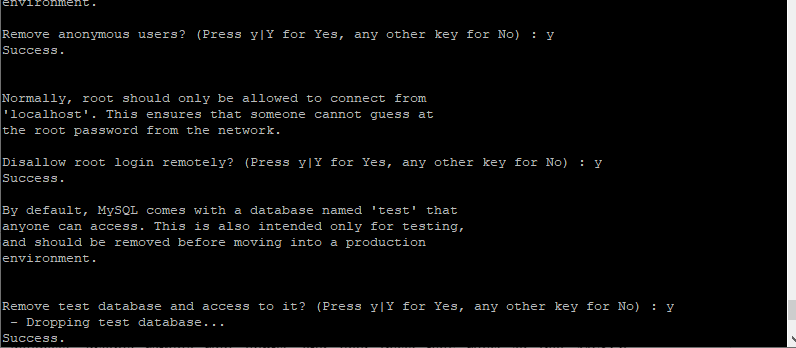 environment.
Remove anonymous users? (Press y|Y for Yes, any other key for No) : y
Success.
Normally, root should only be allowed to connect from
'localhost'. This ensures that someone cannot guess at
the root password from the network.
Disallow root login remotely? (Press y|Y for Yes, any other key for No) : y
Success.
By default, MySQL comes with a database named 'test' that
anyone can access. This is also intended only for testing,
and should be removed before moving into a production
environment.
Remove test database and access to it? (Press y|Y for Yes, any other key for No) : y
- Dropping test database...
Success.